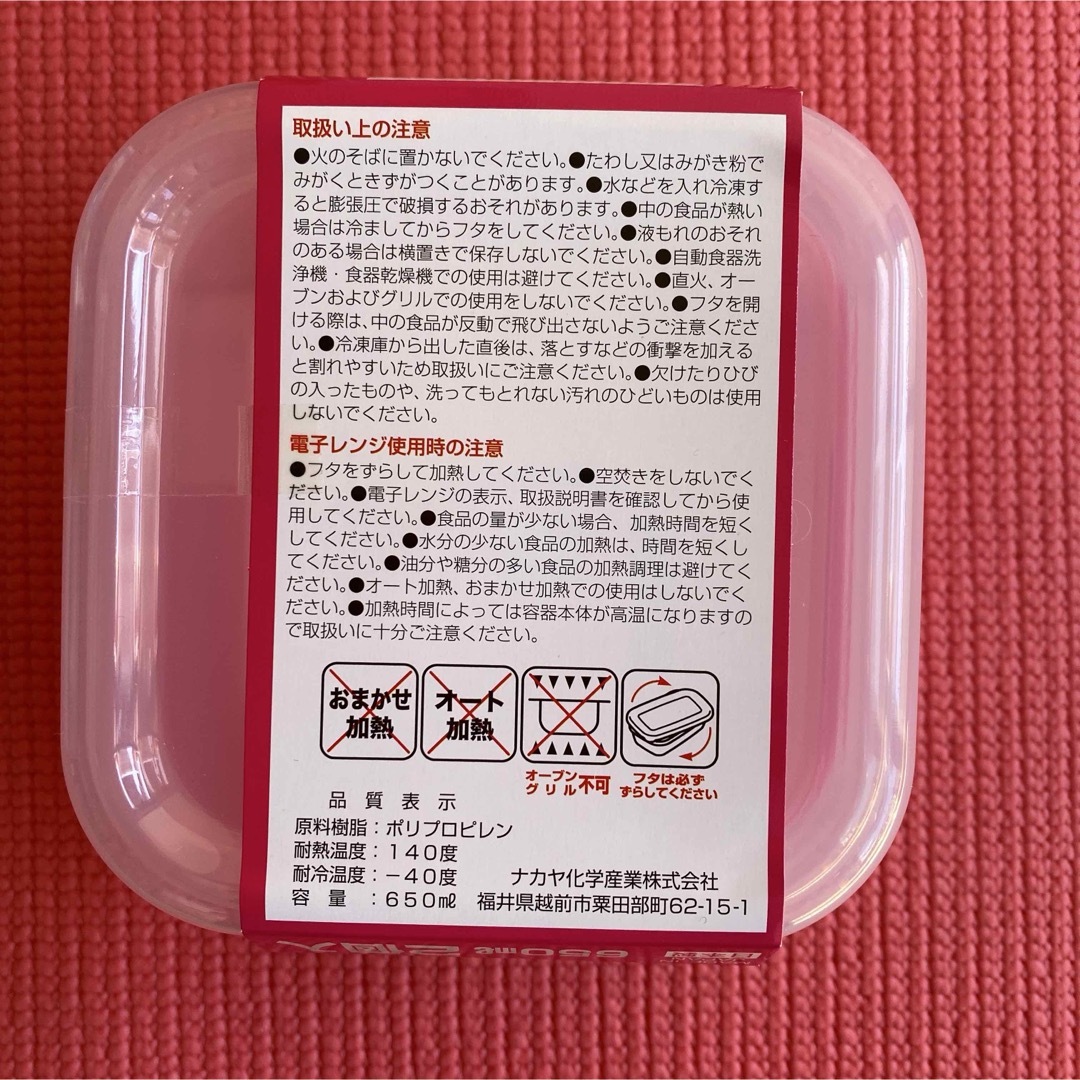 取扱い上の注意
●火のそばに置かないでください。●たわし又はみがき粉で
みがくときずがつくことがあります。●水などを入れ冷凍す
ると膨張圧で破損するおそれがあります。●中の食品が熱い
場合は冷ましてからフタをしてください。●液もれのおそれ
のある場合は横置きで保存しないでください。●自動食器洗
浄機・食器乾燥機での使用は避けてください。●直火、オー
ブンおよびグリルでの使用をしないでください。●フタを開
ける際は、中の食品が反動で飛び出さないようご注意くださ
い。●冷凍庫から出した直後は、落とすなどの衝撃を加える
と割れやすいため取扱いにご注意ください。●欠けたりひび
の入ったものや、洗ってもとれない汚れのひどいものは使用
しないでください。
電子レンジ使用時の注意
●フタをずらして加熱してください。●空焚きをしないでく
ださい。●電子レンジの表示、取扱説明書を確認してから使
用してください。●食品の量が少ない場合、加熱時間を短く
してください。●水分の少ない食品の加熱は、時間を短くし
てください。●油分や糖分の多い食品の加熱調理は避けてく
ださい。●オート加熱、おまかせ加熱での使用はしないでく
ださい。●加熱時間によっては容器本体が高温になりますの
で取扱いに十分ご注意ください。
おまかせ
加熱
オート
加熱
オーブン
グリル不可
フタは必ず
ずらしてください
品質表示
原料樹脂：ポリプロピレン
耐熱温度：140度
耐冷温度：-40度
容量：650㎖
ナカヤ化学産業株式会社
福井県越前市粟田部町62-15-1
650㎖ 2個入